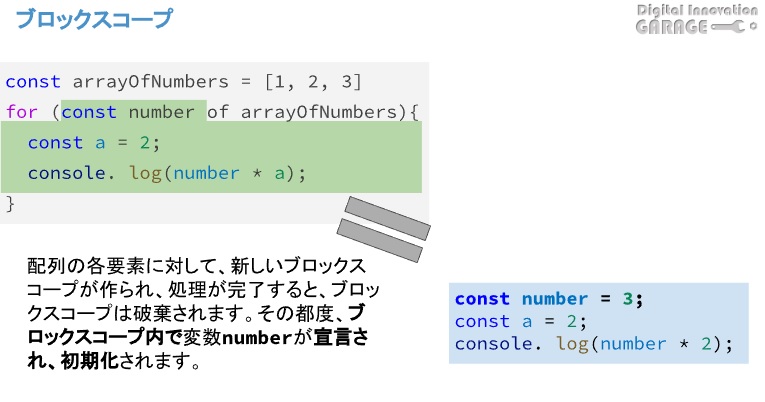 ブロックスコープ
Digital Innovation
GARAGE
const arrayOfNumbers = [1, 2, 3]
for (const number of arrayOfNumbers){
const a = 2;
console. log(number * a);
}
配列の各要素に対して、新しいブロックス
コープが作られ、処理が完了すると、ブロッ
クスコープは破棄されます。その都度、ブ
ロックスコープ内で変数numberが宣言さ
れ、初期化されます。
const number = 3;
const a = 2;
console. log(number * 2);